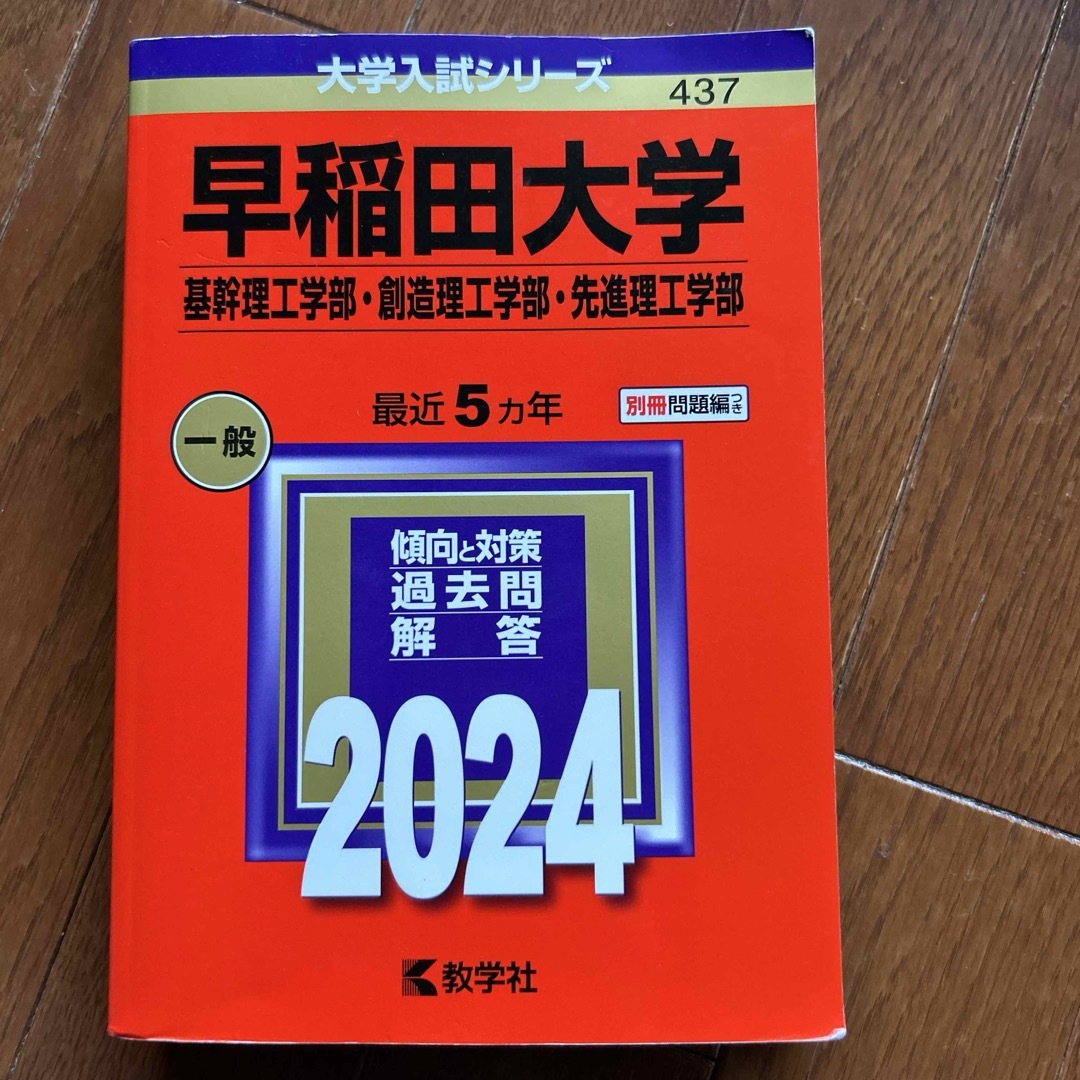 大学入試シリーズ
437
早稲田大学
基幹理工学部・創造理工学部・先進理工学部
最近5カ年
別冊問題編つき
一般
傾向と対策
過去問
解答
2024
教学社